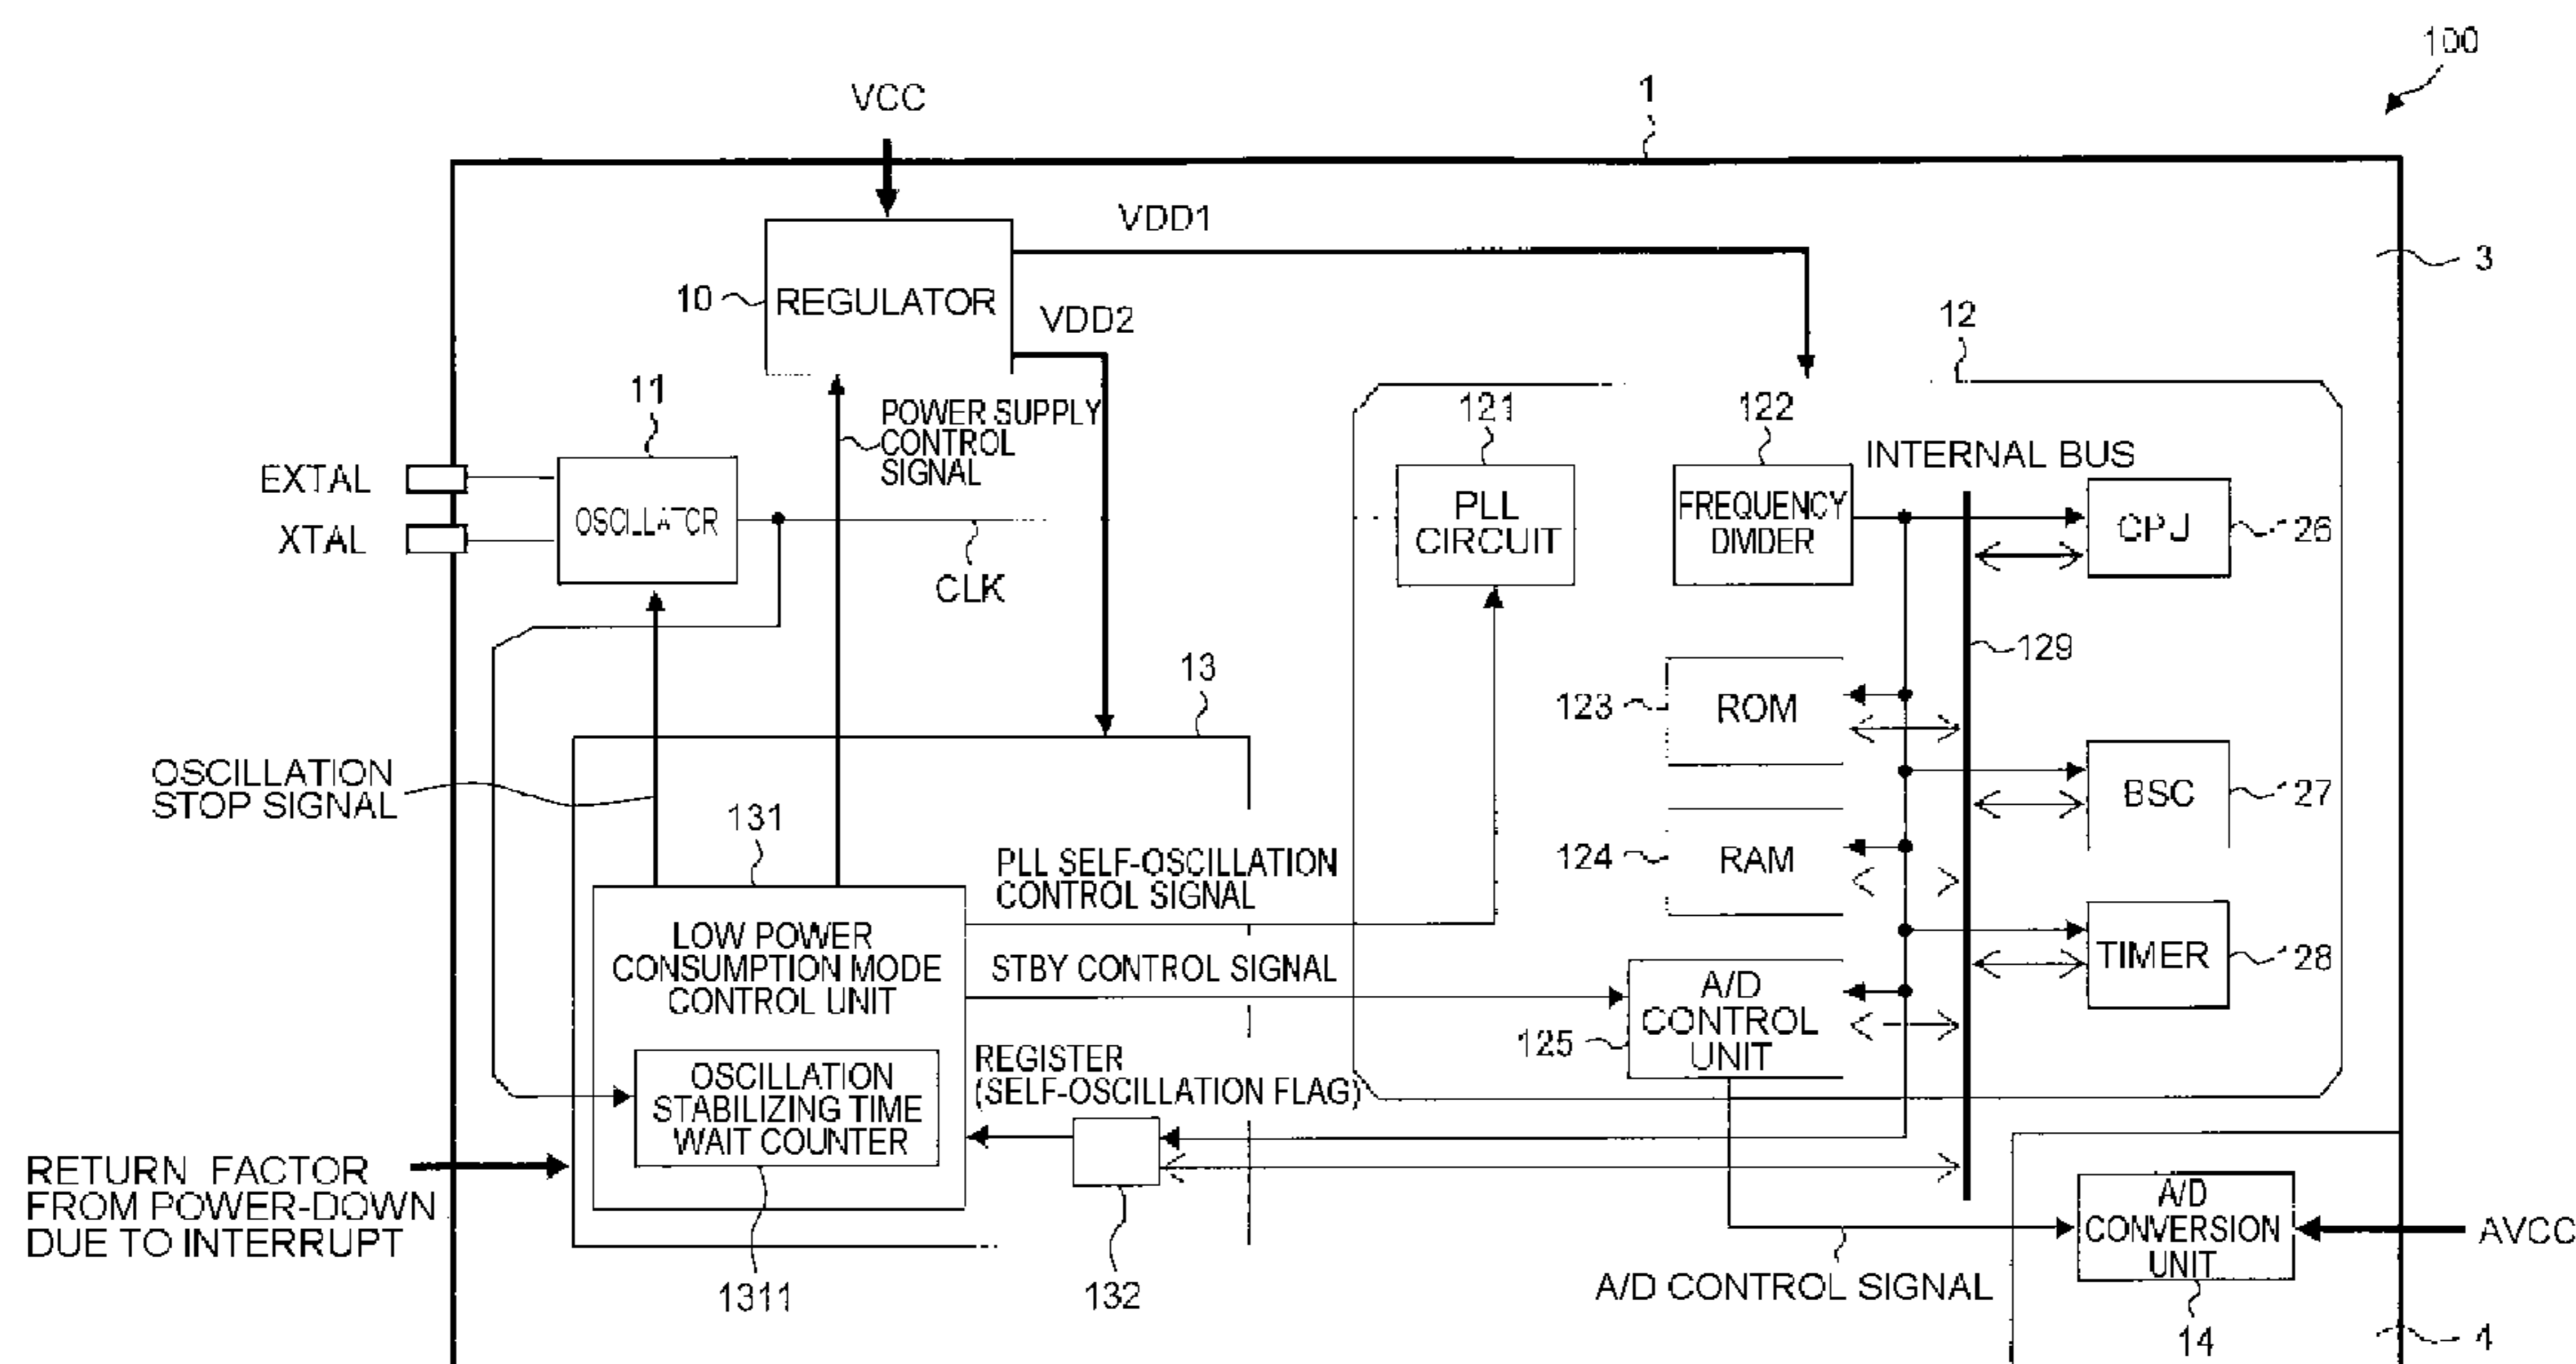 100
VCC
1
VDD1
3
10
REGULATOR
VDD2
12
11
POWER SUPPLY
CONTROL
SIGNAL
121
122
INTERNAL BUS
EXTAL
XTAL
OSCILLATOR
CLK
PLL
CIRCUIT
FREQUENCY
DIVIDER
CPU
26
129
13
123
ROM
OSCILLATION
STOP SIGNAL
BSC
27
131
124
RAM
PLL SELF-OSCILLATION
CONTROL SIGNAL
LOW POWER
CONSUMPTION MODE
CONTROL UNIT
STBY CONTROL SIGNAL
A/D
CONTROL
UNIT
125
TIMER
28
REGISTER
(SELF-OSCILLATION FLAG)
OSCILLATION
STABILIZING TIME
WAIT COUNTER
RETURN FACTOR
FROM POWER-DOWN
DUE TO INTERRUPT
A/D
CONVERSION
UNIT
AVCC
1311
132
A/D CONTROL SIGNAL
14
4